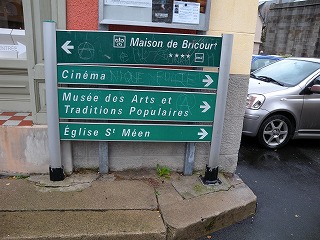 Maison de Bricourt
Cinéma
Musée des Arts et
Traditions Populaires
Église St Méen